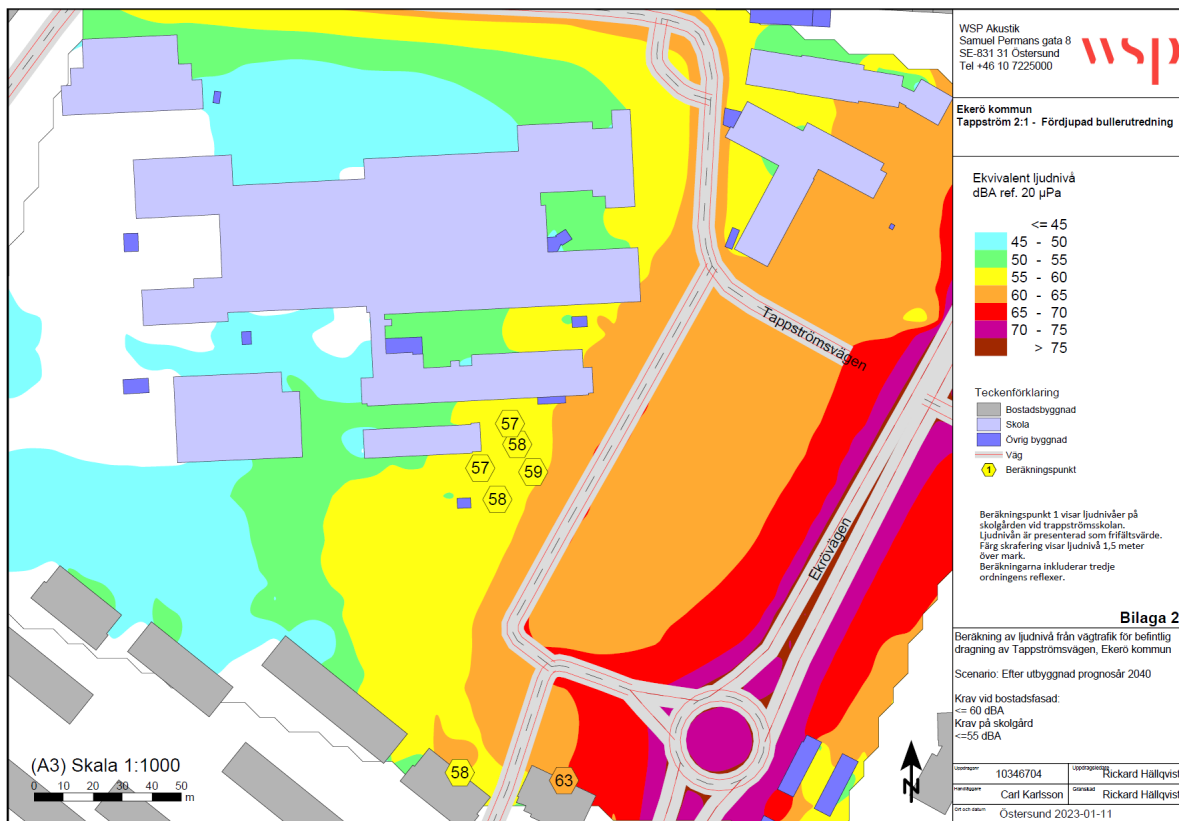 WSP Akustik
Samuel Permans gata 8
SE-831 31 Östersund
Tel +46 10 7225000
wsp
Ekerö kommun
Tappström 2:1 - Fördjupad bullerutredning
Ekvivalent ljudnivå
dBA ref. 20 µPa
<= 45
45 - 50
50 - 55
55 - 60
60 - 65
65 - 70
70 - 75
> 75
Teckenförklaring
Bostadsbyggnad
Skola
Övrig byggnad
Väg
1 Beräkningspunkt
Beräkningspunkt 1 visar ljudnivåer på
skolgården vid trappströmsskolan.
Ljudnivån är presenterad som frifältsvärde.
Färg skrafering visar ljudnivå 1,5 meter
över mark.
Beräkningarna inkluderar tredje
ordningens reflexer.
Bilaga 2
Beräkning av ljudnivå från vägtrafik för befintlig
dragning av Tappströmsvägen, Ekerö kommun
Scenario: Efter utbyggnad prognosår 2040
Krav vid bostadsfasad:
<= 60 dBA
Krav på skolgård
<=55 dBA
10346704
Rickard Hällqvist
Handläggare
Carl Karlsson
Granskad
Rickard Hällqvist
Ort och datum
Östersund 2023-01-11
Tappströmsvägen
Ekrövägen
57
58
57
59
58
58
63
(A3) Skala 1:1000
0 10 20 30 40 50
m
N